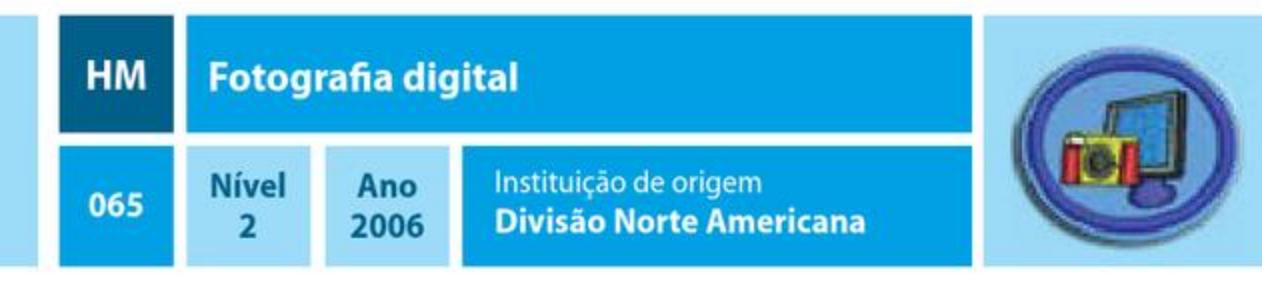 HM
Fotografia digital
065
Nível
2
Ano
2006
Instituição de origem
Divisão Norte Americana